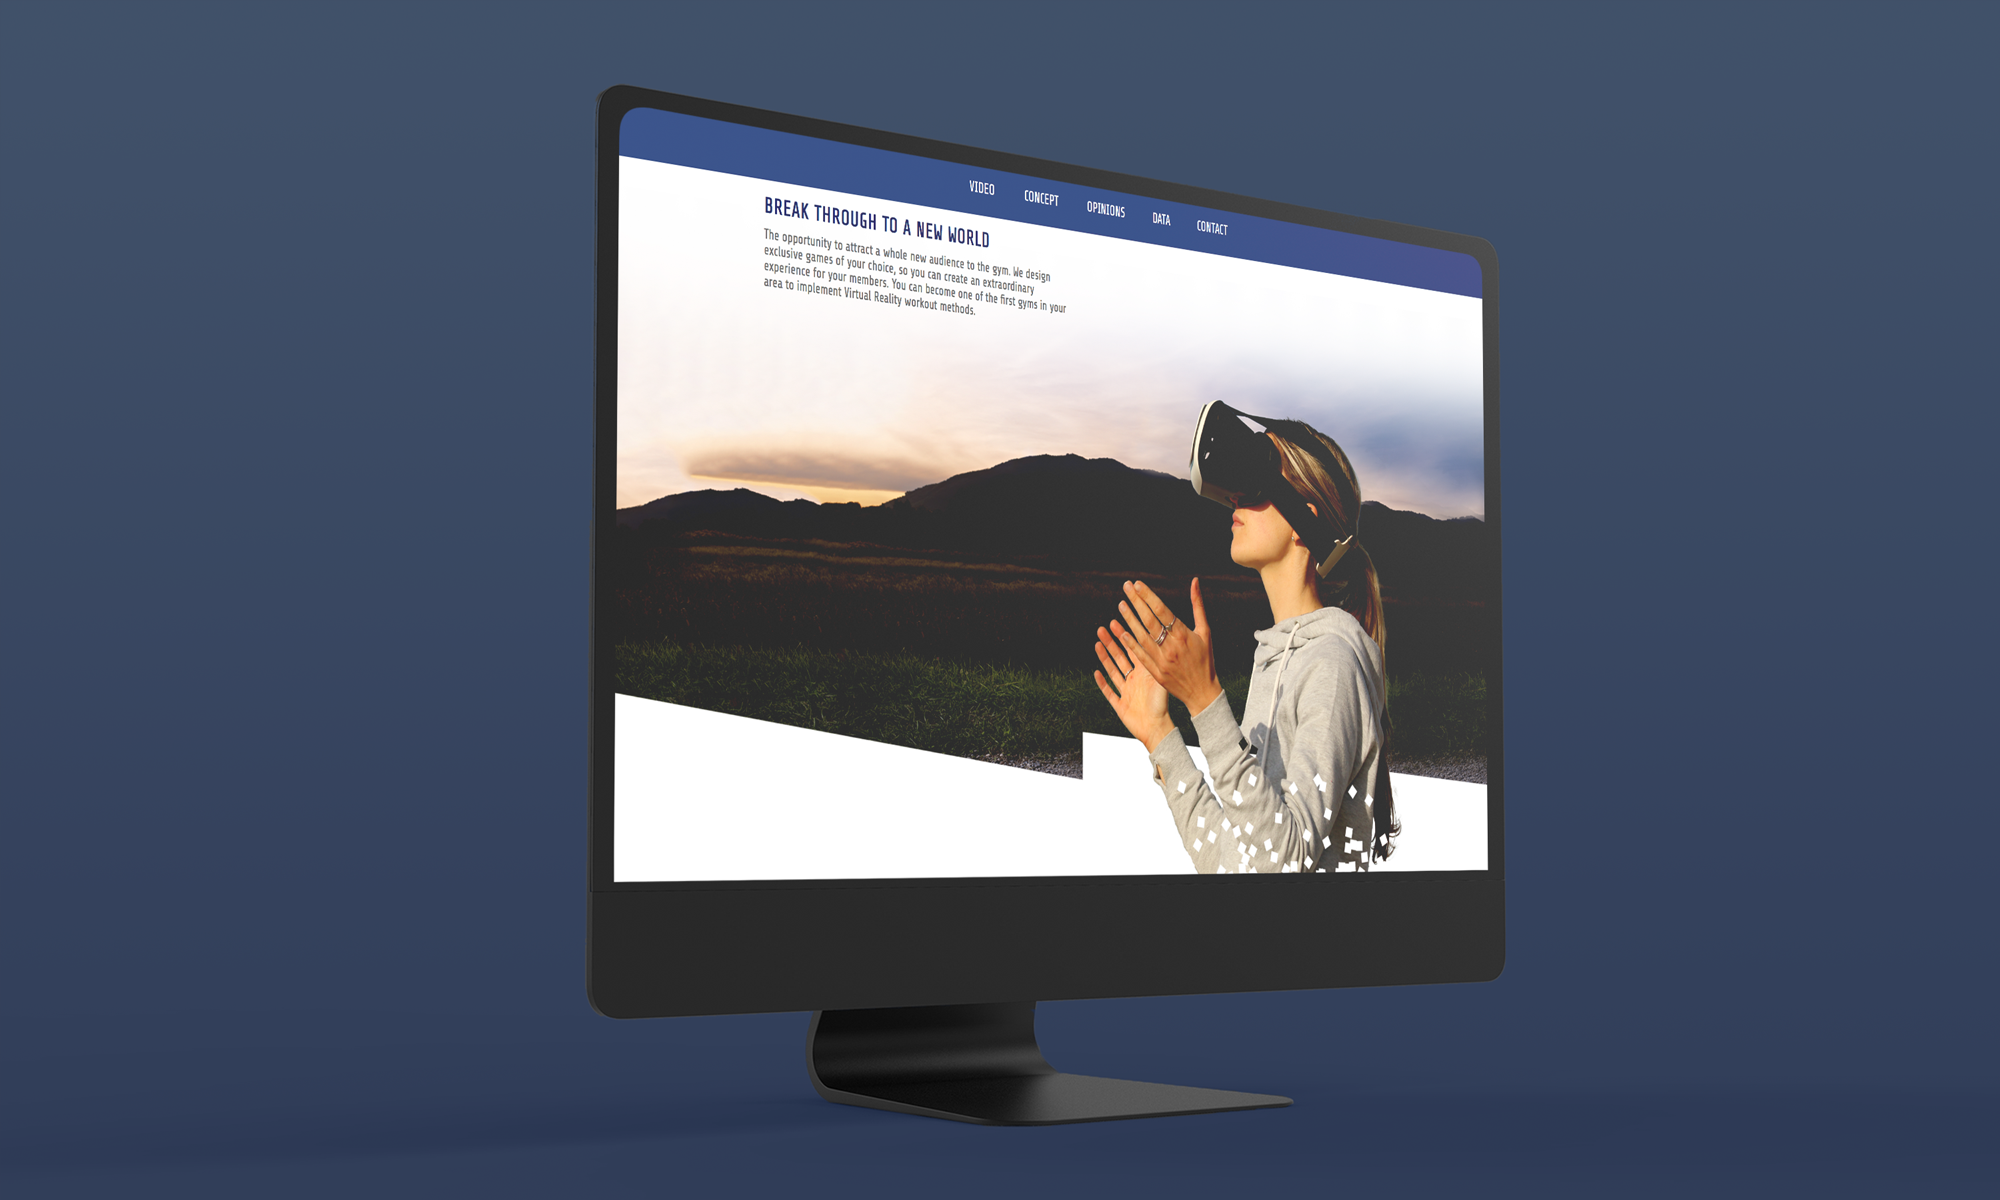 VIDEO CONCEPT OPINIONS DATA CONTACT
BREAK THROUGH TO A NEW WORLD
The opportunity to attract a whole new audience to the gym. We design
exclusive games of your choice, so you can create an extraordinary
experience for your members. You can become one of the first gyms in your
area to implement Virtual Reality workout methods.